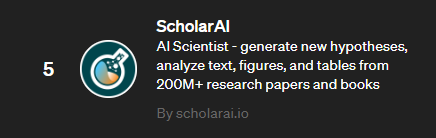 5
ScholarAI
AI Scientist - generate new hypotheses,
analyze text, figures, and tables from
200M+ research papers and books
By scholarai.io